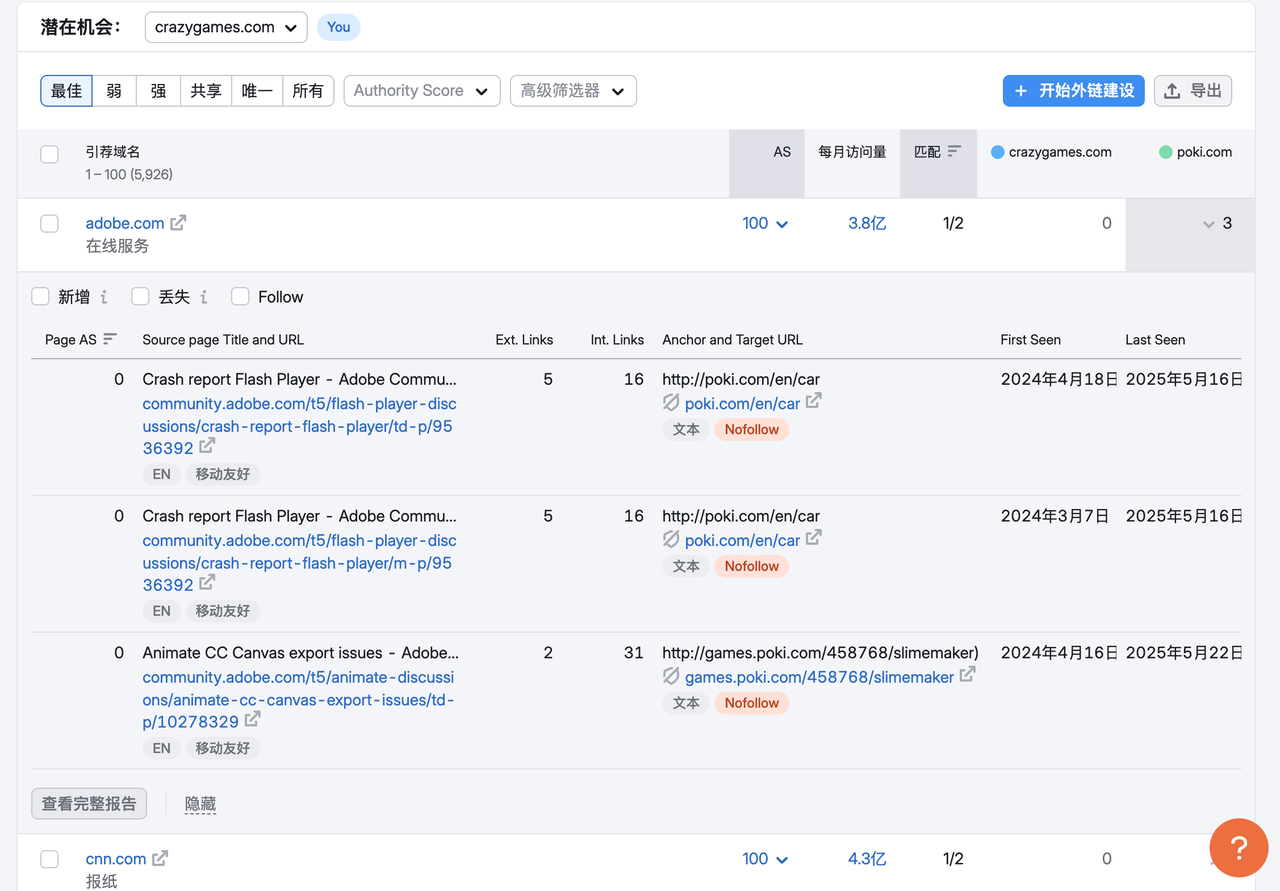 潜在机会： crazygames.com You
最佳 弱 强 共享 唯一 所有 Authority Score 高级筛选器 + 开始外链建设 导出
引荐域名 AS 每月访问量 匹配 crazygames.com poki.com
1 – 100 (5,926)
adobe.com 100 3.8亿 1/2 0 3
在线服务
新增 i 丢失 i Follow
Page AS Source page Title and URL Ext. Links Int. Links Anchor and Target URL First Seen Last Seen
0 Crash report Flash Player - Adobe Commu... 5 16 http://poki.com/en/car 2024年4月18日 2025年5月16日
community.adobe.com/t5/flash-player-disc poki.com/en/car
ussions/crash-report-flash-player/td-p/95 文本 Nofollow
36392
EN 移动友好
0 Crash report Flash Player - Adobe Commu... 5 16 http://poki.com/en/car 2024年3月7日 2025年5月16日
community.adobe.com/t5/flash-player-disc poki.com/en/car
ussions/crash-report-flash-player/m-p/95 文本 Nofollow
36392
EN 移动友好
0 Animate CC Canvas export issues - Adobe... 2 31 http://games.poki.com/458768/slimemaker) 2024年4月16日 2025年5月22日
community.adobe.com/t5/animate-discussi games.poki.com/458768/slimemaker
ons/animate-cc-canvas-export-issues/td- 文本 Nofollow
p/10278329
EN 移动友好
查看完整报告 隐藏
cnn.com 100 4.3亿 1/2 0
报纸
?